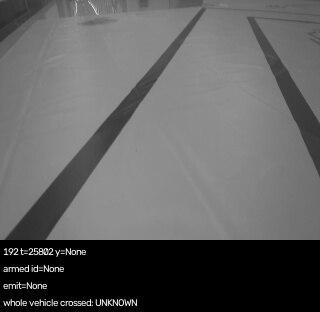 192 t=25802 y=None
armed id=None
emit=None
whole vehicle crossed: UNKNOWN